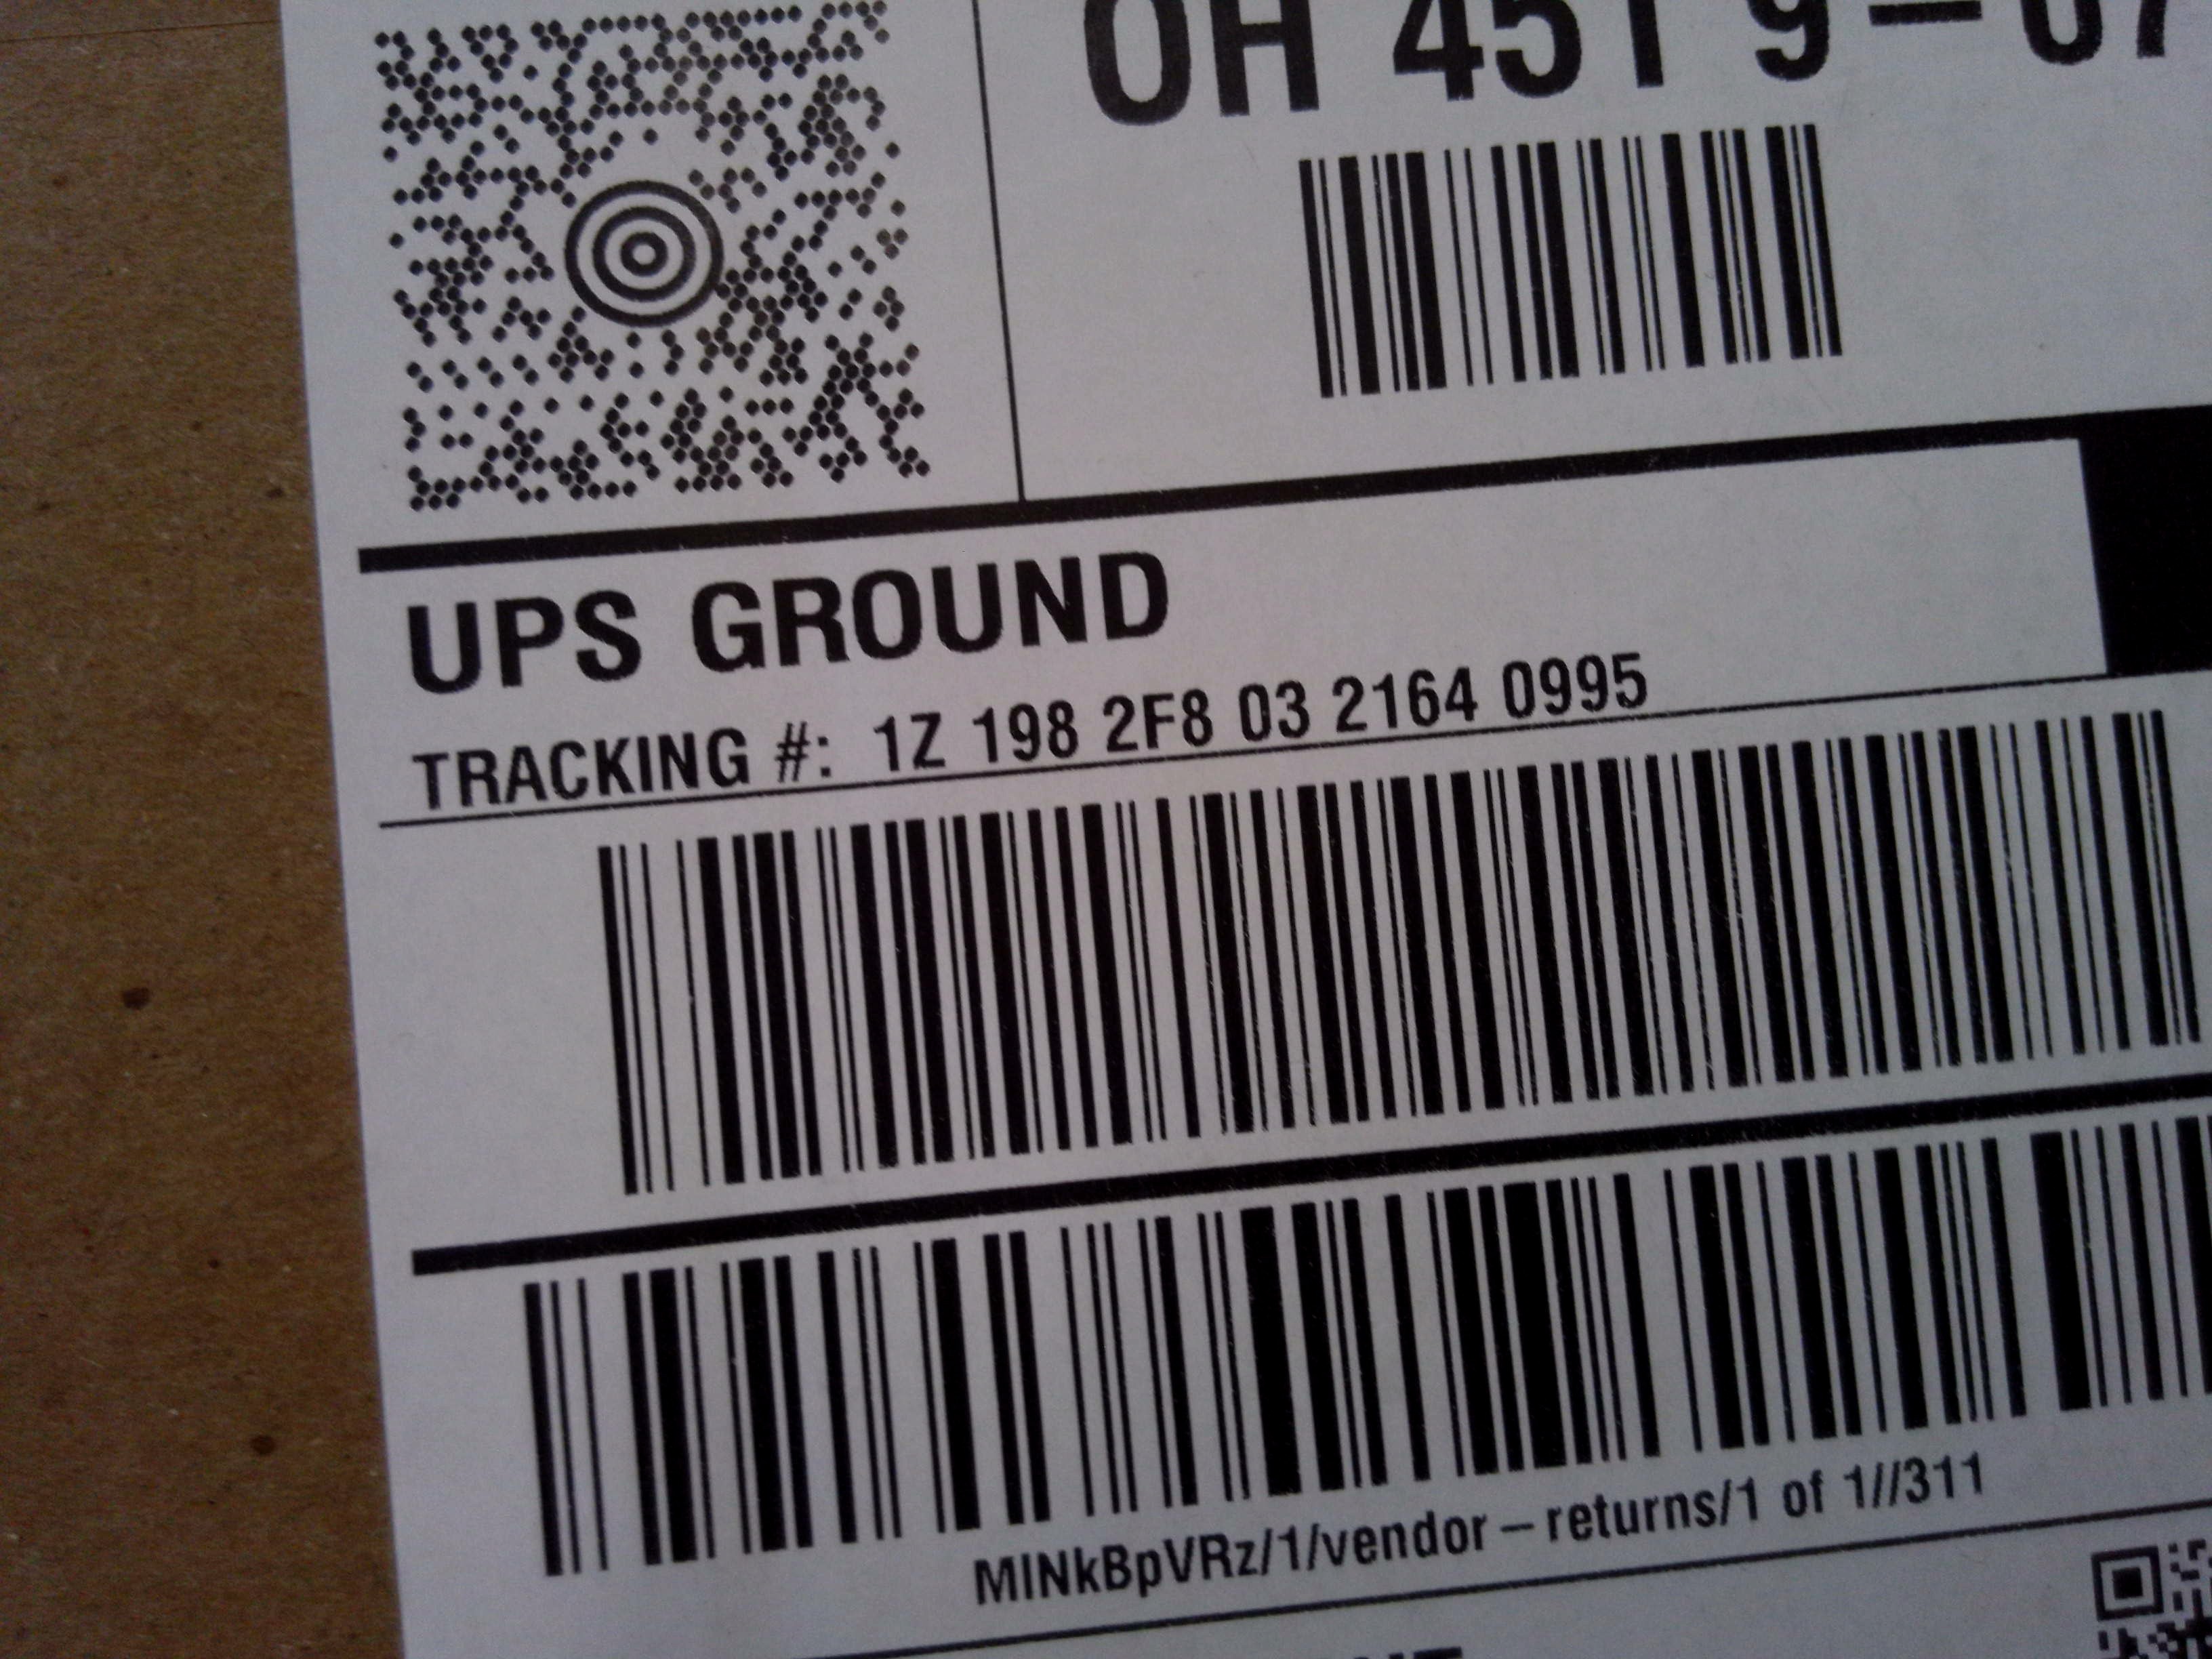 OH 451 9-07
UPS GROUND
TRACKING #: 1Z 198 2F8 03 2164 0995
MINkBpVRz/1/vendor-returns/1 of 1//311